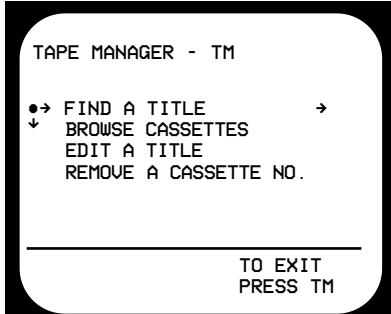 TAPE MANAGER - TM
●→ FIND A TITLE →
↓ BROWSE CASSETTES
EDIT A TITLE
REMOVE A CASSETTE NO.
TO EXIT
PRESS TM